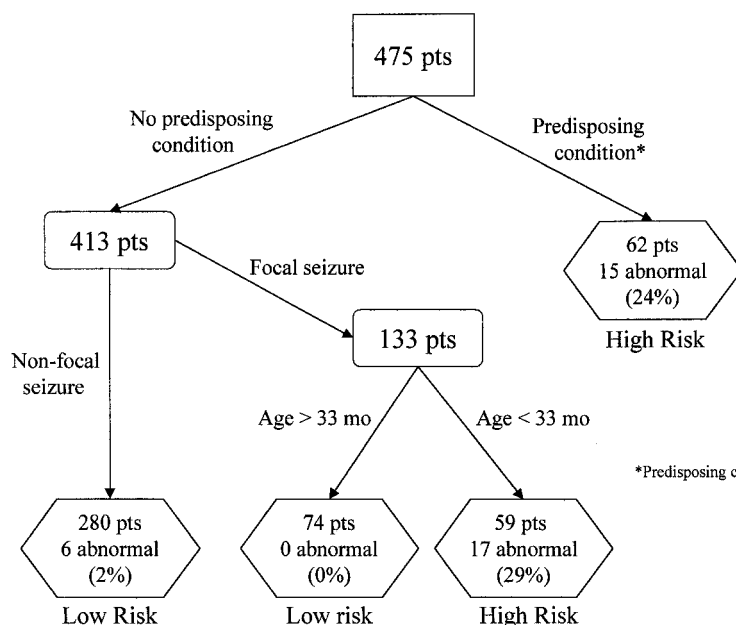 475 pts
No predisposing
condition
Predisposing
condition*
413 pts
Focal seizure
62 pts
15 abnormal
(24%)
High Risk
133 pts
Non-focal
seizure
Age > 33 mo
Age < 33 mo
*Predisposing
280 pts
6 abnormal
(2%)
Low Risk
74 pts
0 abnormal
(0%)
Low risk
59 pts
17 abnormal
(29%)
High Risk